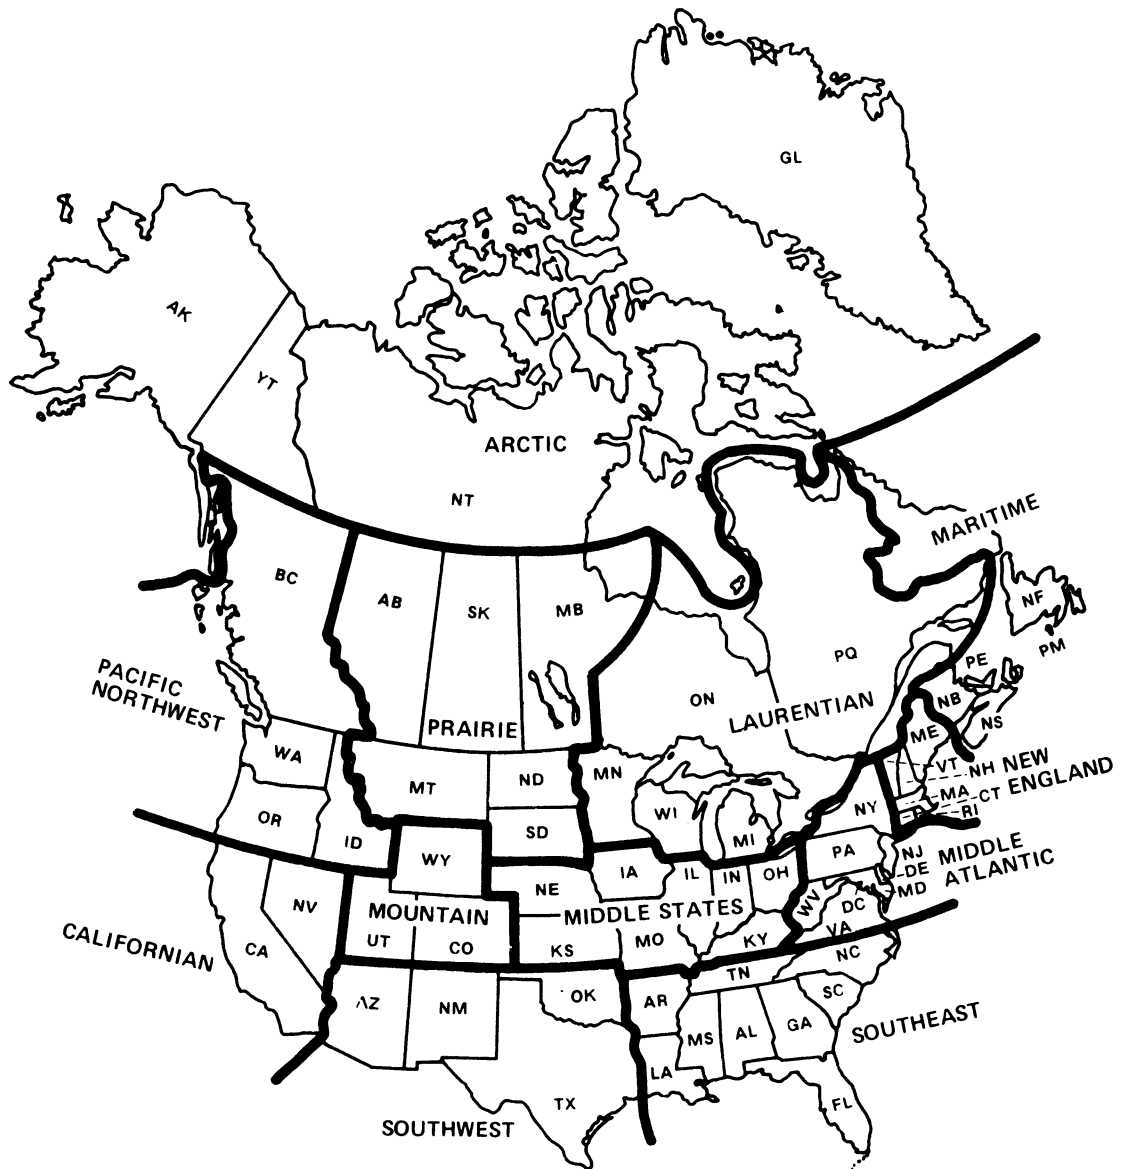 GL
AK
YT
ARCTIC
NT
MARITIME
BC
AB
SK
MB
NF
PM
PQ
PE
PACIFIC
NORTHWEST
ON
LAURENTIAN
NB
NS
PRAIRIE
ME
WA
MT
ND
MN
VT
NH
NEW
ENGLAND
MA
CT
RI
OR
ID
SD
WI
MI
NY
WY
PA
NJ
DE
MD
MIDDLE
ATLANTIC
NE
IA
IL
IN
OH
WV
DC
VA
NV
MOUNTAIN
MIDDLE STATES
CALIFORNIAN
CA
UT
CO
KS
MO
KY
NC
TN
AZ
NM
OK
AR
SC
MS
AL
GA
SOUTHEAST
LA
TX
FL
SOUTHWEST